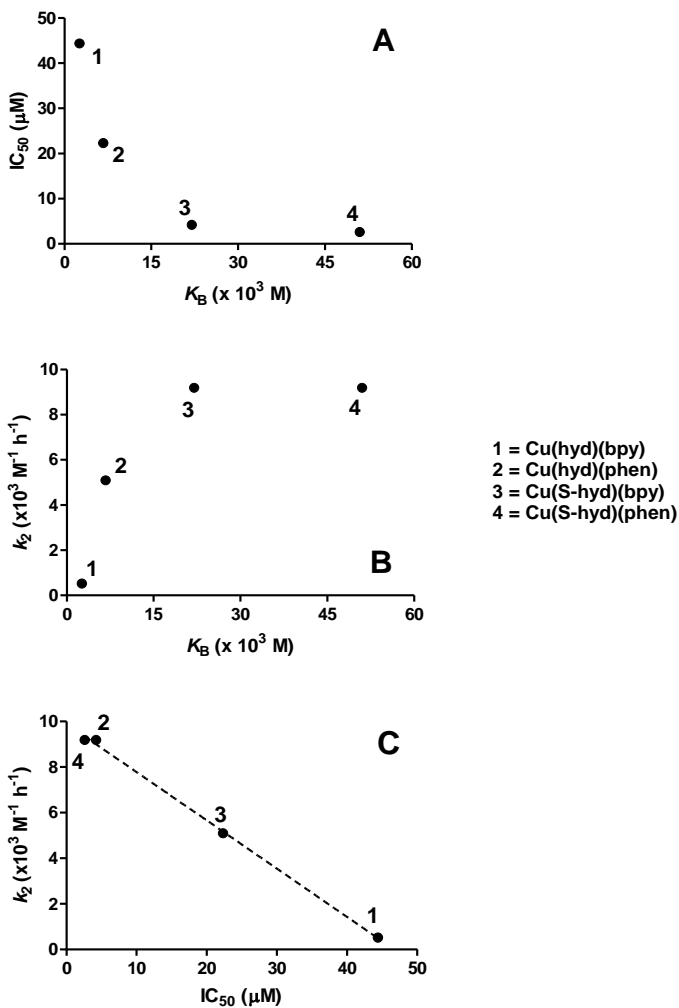 A
50
40
30
20
10
0
IC50 (μM)
1
2
3
4
0 15 30 45 60
KB (x 10³ M)
10
8
6
4
2
0
k2 (x10³ M⁻¹ h⁻¹)
3
4
2
1
B
0 15 30 45 60
KB (x 10³ M)
1 = Cu(hyd)(bpy)
2 = Cu(hyd)(phen)
3 = Cu(S-hyd)(bpy)
4 = Cu(S-hyd)(phen)
10
8
6
4
2
0
k2 (x10³ M⁻¹ h⁻¹)
2
4
C
3
1
0 10 20 30 40 50
IC50 (μM)